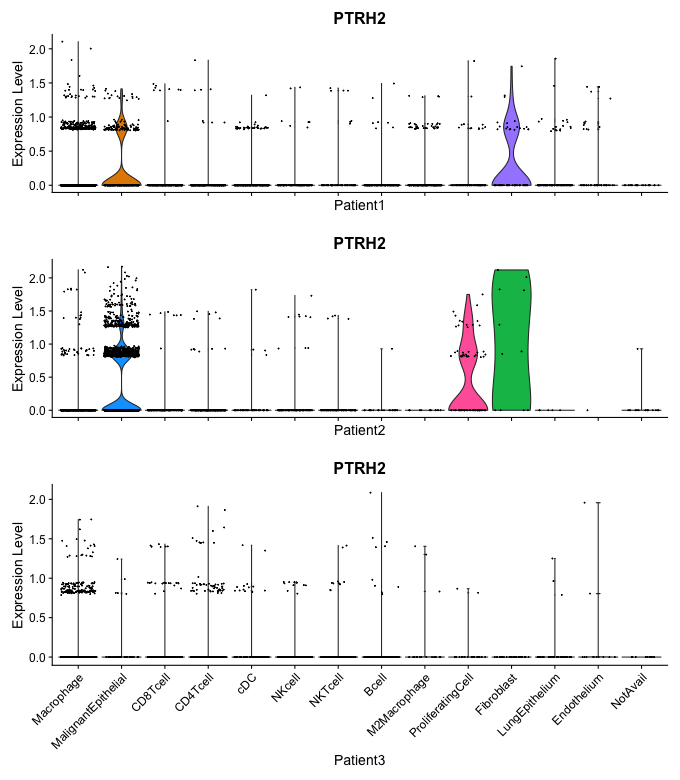 PTRH2
Expression Level
2.0
1.5
1.0
0.5
0.0
Patient1
PTRH2
Expression Level
2.0
1.5
1.0
0.5
0.0
Patient2
PTRH2
Expression Level
2.0
1.5
1.0
0.5
0.0
Macrophage
MalignantEpithelial
CD8Tcell
CD4Tcell
cDC
NKcell
NKTcell
Bcell
M2Macrophage
ProliferatingCell
Fibroblast
LungEpithelium
Endothelium
NotAvail
Patient3